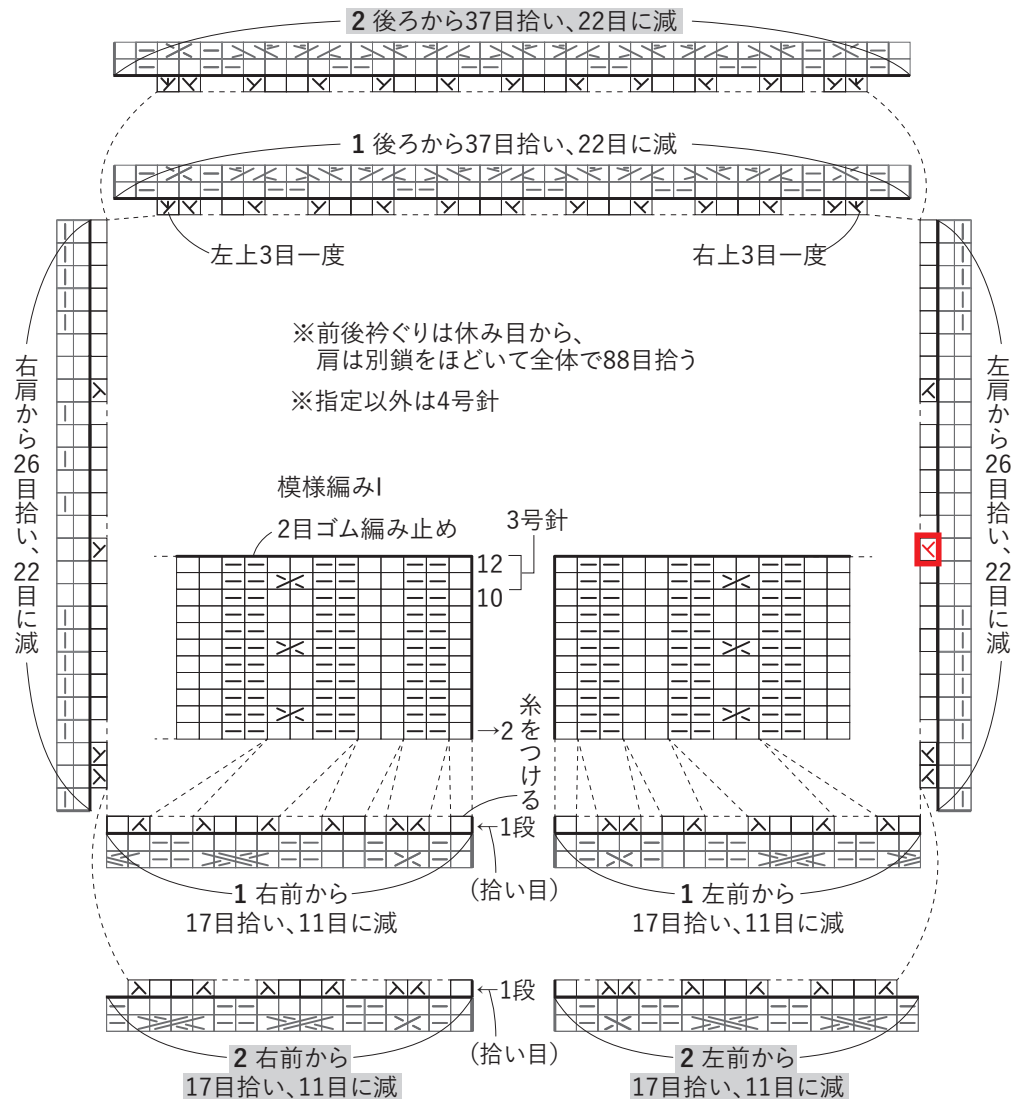 2 後ろから37目拾い、22目に減
1 後ろから37目拾い、22目に減
左上3目一度
右上3目一度
右肩から26目拾い、22目に減
左肩から26目拾い、22目に減
※前後衿ぐりは休み目から、
肩は別鎖をほどいて全体で88目拾う
※指定以外は4号針
模様編みI
2目ゴム編み止め
3号針
12
10
→2
糸をつける
←1段
(拾い目)
1 右前から
17目拾い、11目に減
1 左前から
17目拾い、11目に減
←1段
(拾い目)
2 右前から
17目拾い、11目に減
2 左前から
17目拾い、11目に減